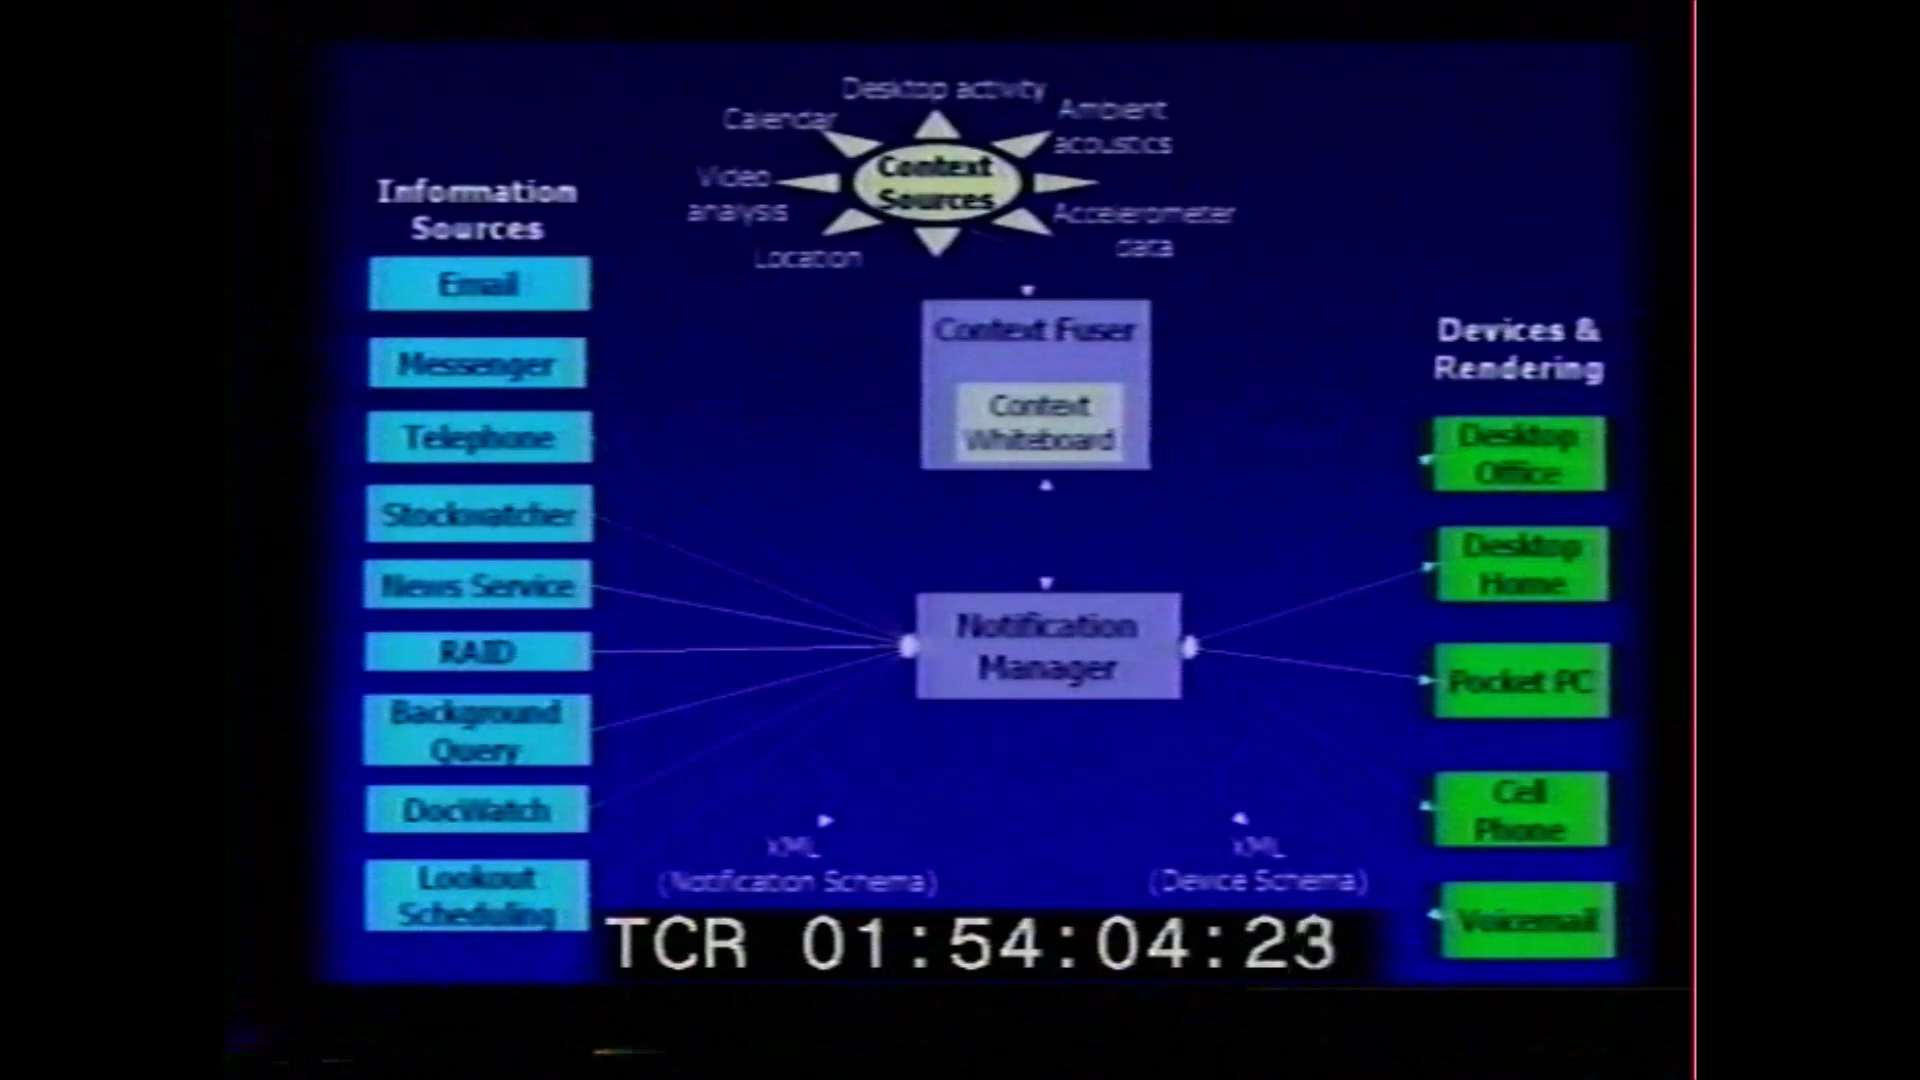 Desktop activity
Calendar
Ambient
acoustics
Context
Sources
Video
analysis
Accelerometer
data
Location
Information
Sources
Email
Messenger
Telephone
Stockwatcher
News Service
RAID
Background
Query
DocWatch
Lookout
Scheduling
Context Fuser
Context
Whiteboard
Notification
Manager
XML
(Notification Schema)
XML
(Device Schema)
Devices &
Rendering
Desktop
Office
Desktop
Home
Pocket PC
Cell
Phone
Voicemail
TCR 01:54:04:23